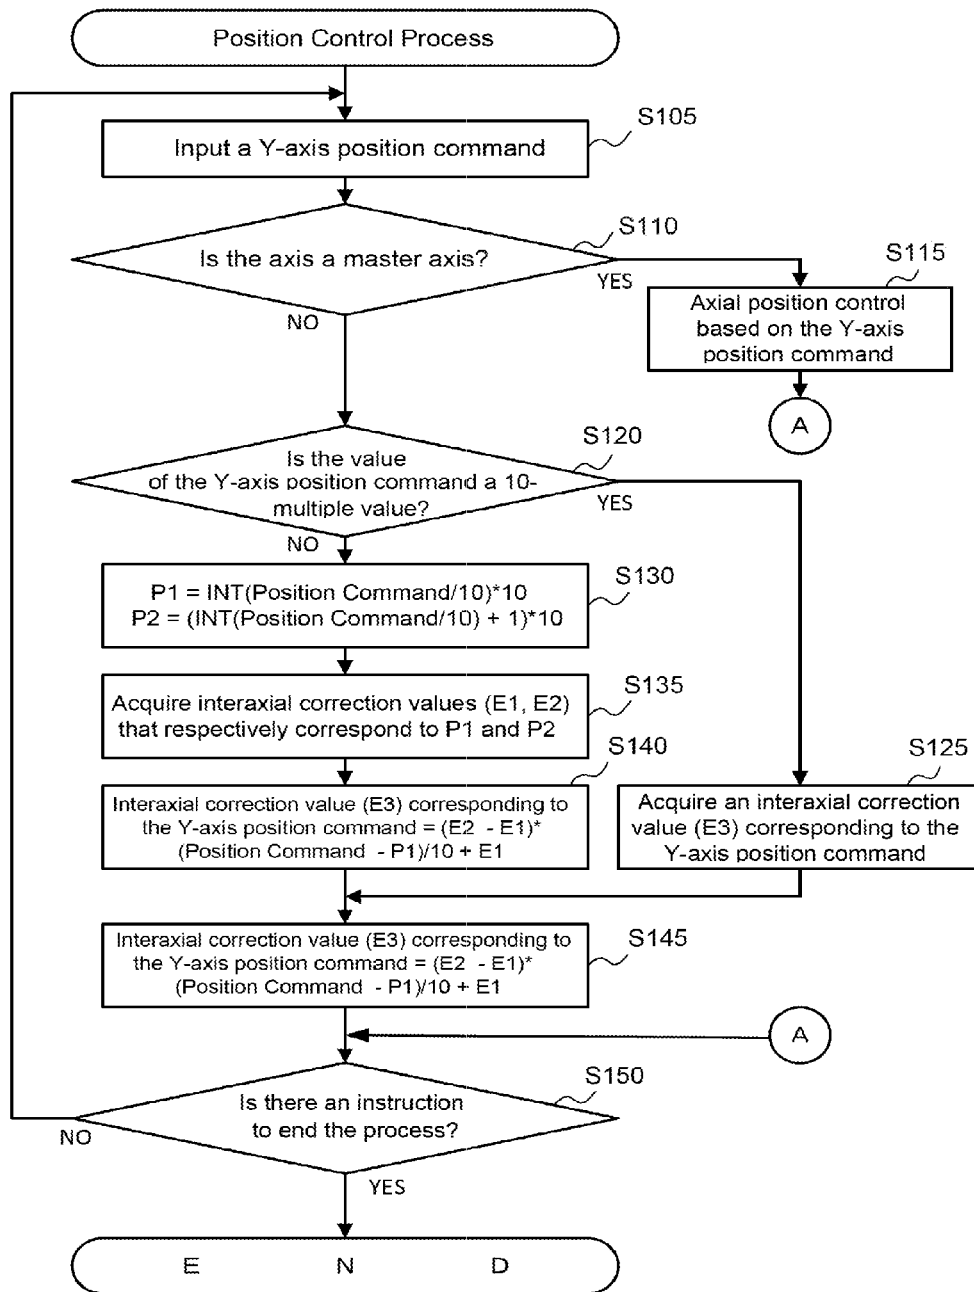 Position Control Process
S105
Input a Y-axis position command
S110
Is the axis a master axis?
YES
NO
S115
Axial position control
based on the Y-axis
position command
A
S120
Is the value
of the Y-axis position command a 10-
multiple value?
YES
NO
S130
P1 = INT(Position Command/10)*10
P2 = (INT(Position Command/10) + 1)*10
S135
Acquire interaxial correction values (E1, E2)
that respectively correspond to P1 and P2
S140
Interaxial correction value (E3) corresponding to
the Y-axis position command = (E2 - E1)*
(Position Command - P1)/10 + E1
S125
Acquire an interaxial correction
value (E3) corresponding to the
Y-axis position command
S145
Interaxial correction value (E3) corresponding to
the Y-axis position command = (E2 - E1)*
(Position Command - P1)/10 + E1
A
S150
Is there an instruction
to end the process?
NO
YES
E N D